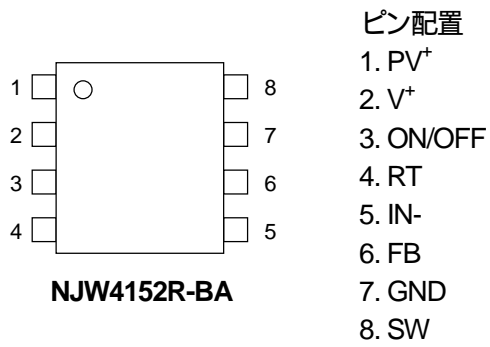 1
2
3
4
8
7
6
5
NJW4152R-BA
ピン配置
1. PV⁺
2. V⁺
3. ON/OFF
4. RT
5. IN-
6. FB
7. GND
8. SW